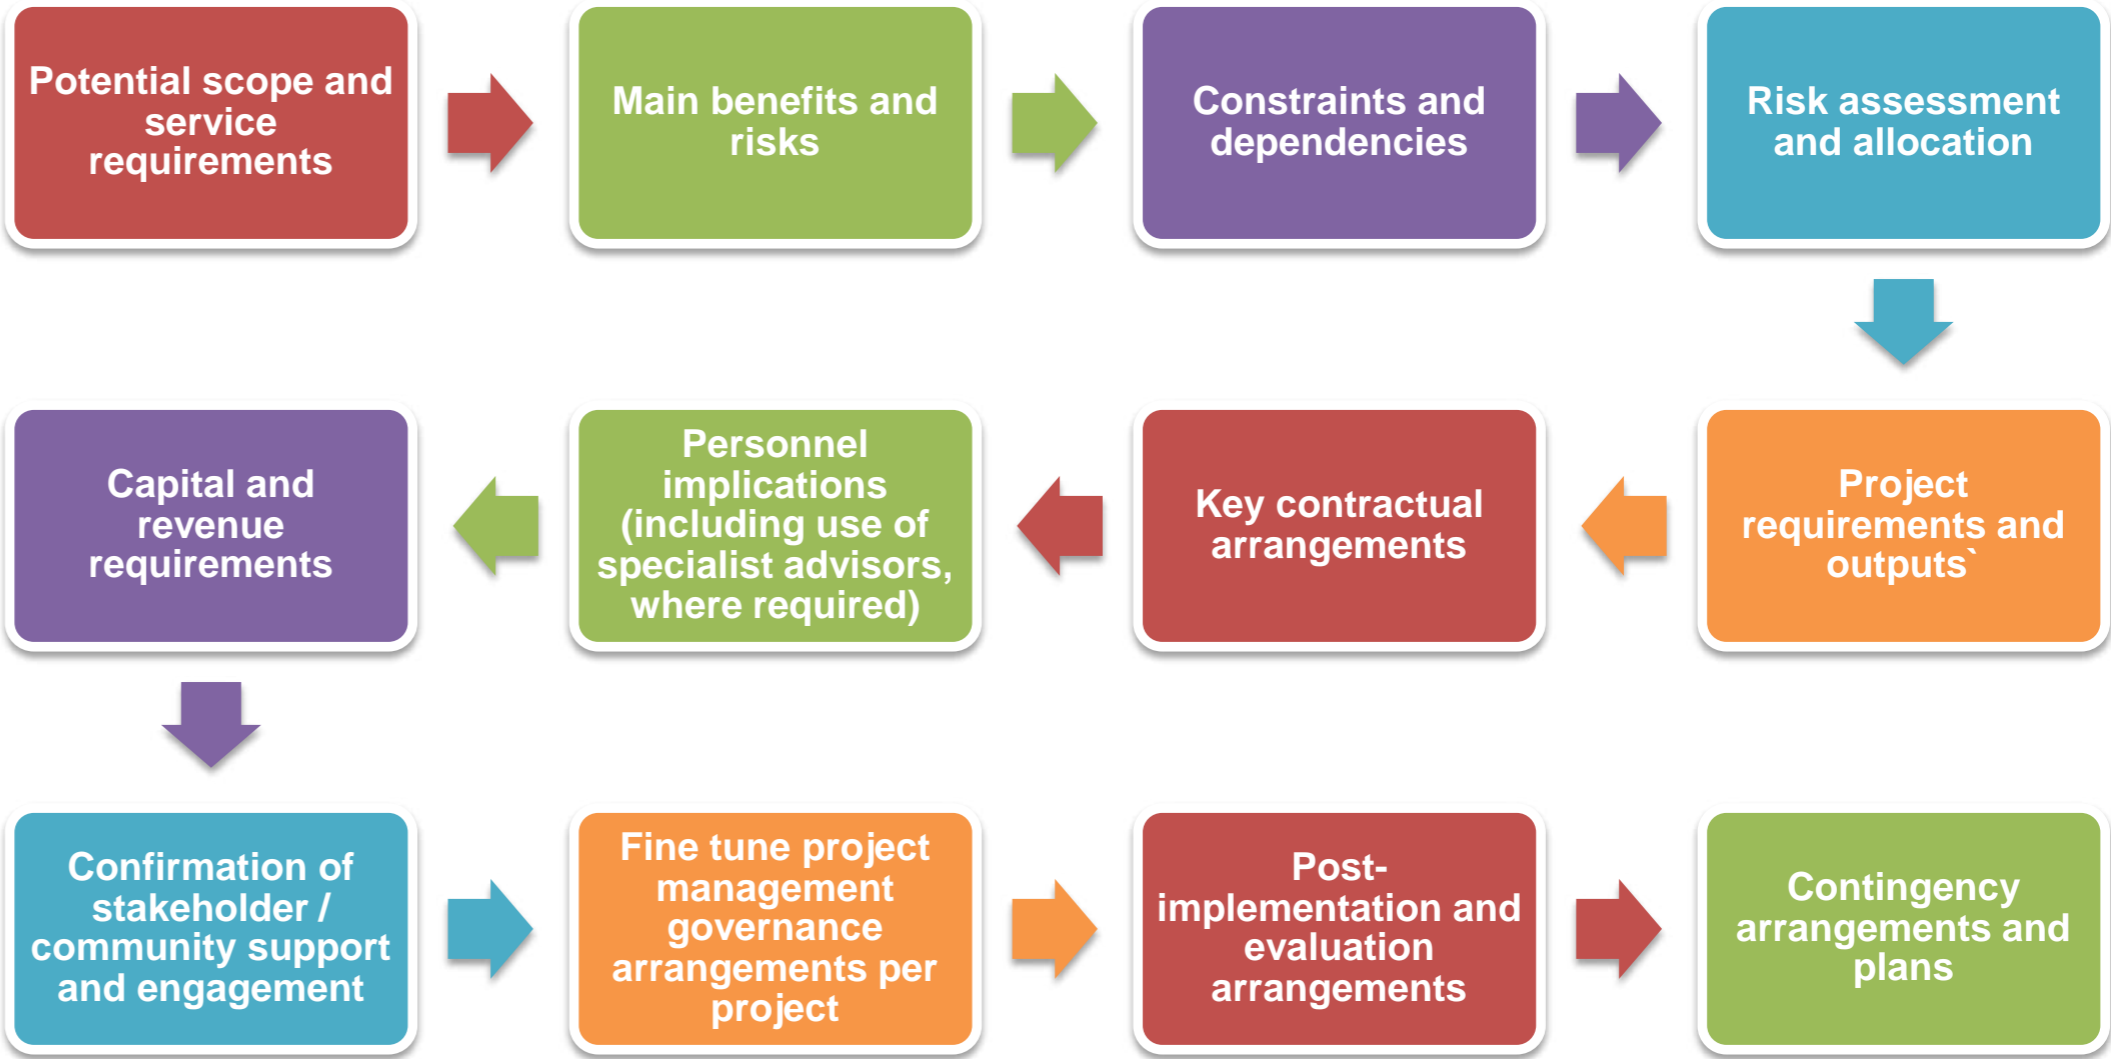 Potential scope and
service
requirements
Main benefits and
risks
Constraints and
dependencies
Risk assessment
and allocation
Project
requirements and
outputs`
Key contractual
arrangements
Personnel
implications
(including use of
specialist advisors,
where required)
Capital and
revenue
requirements
Confirmation of
stakeholder /
community support
and engagement
Fine tune project
management
governance
arrangements per
project
Post-
implementation and
evaluation
arrangements
Contingency
arrangements and
plans